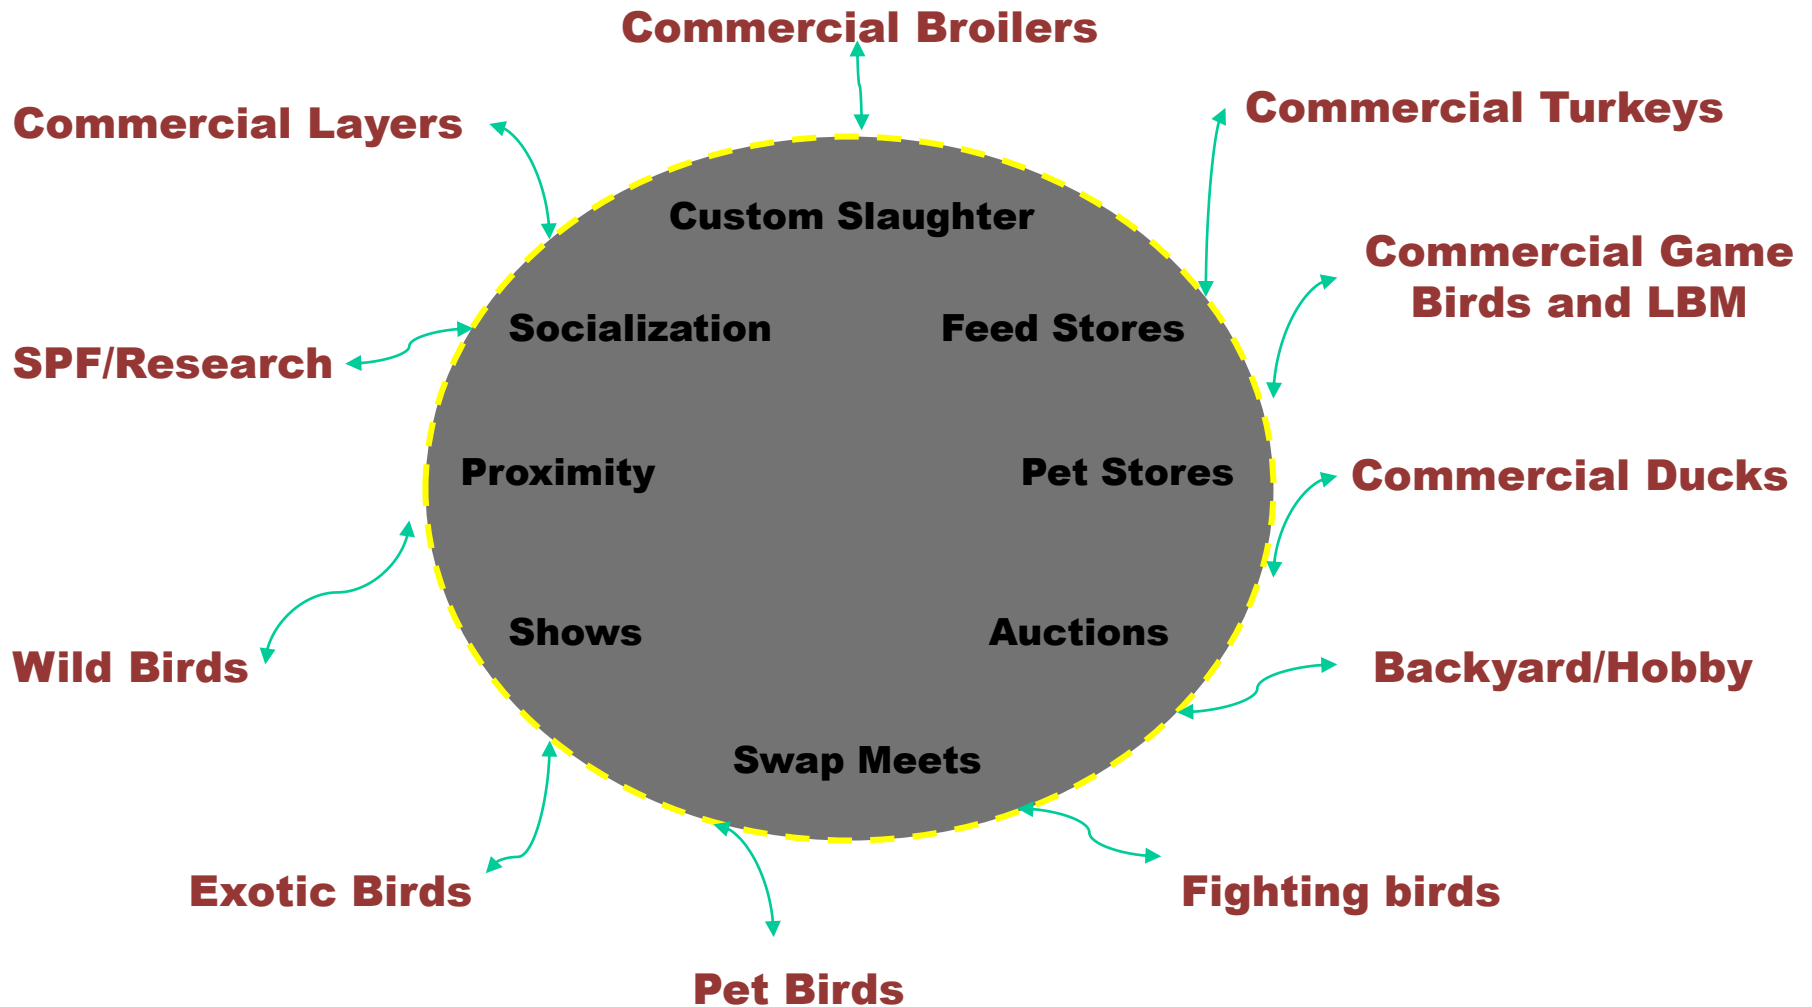 Commercial Broilers
Commercial Layers
Commercial Turkeys
Custom Slaughter
Commercial Game
Birds and LBM
Socialization
Feed Stores
SPF/Research
Proximity
Pet Stores
Commercial Ducks
Shows
Auctions
Wild Birds
Backyard/Hobby
Swap Meets
Exotic Birds
Fighting birds
Pet Birds